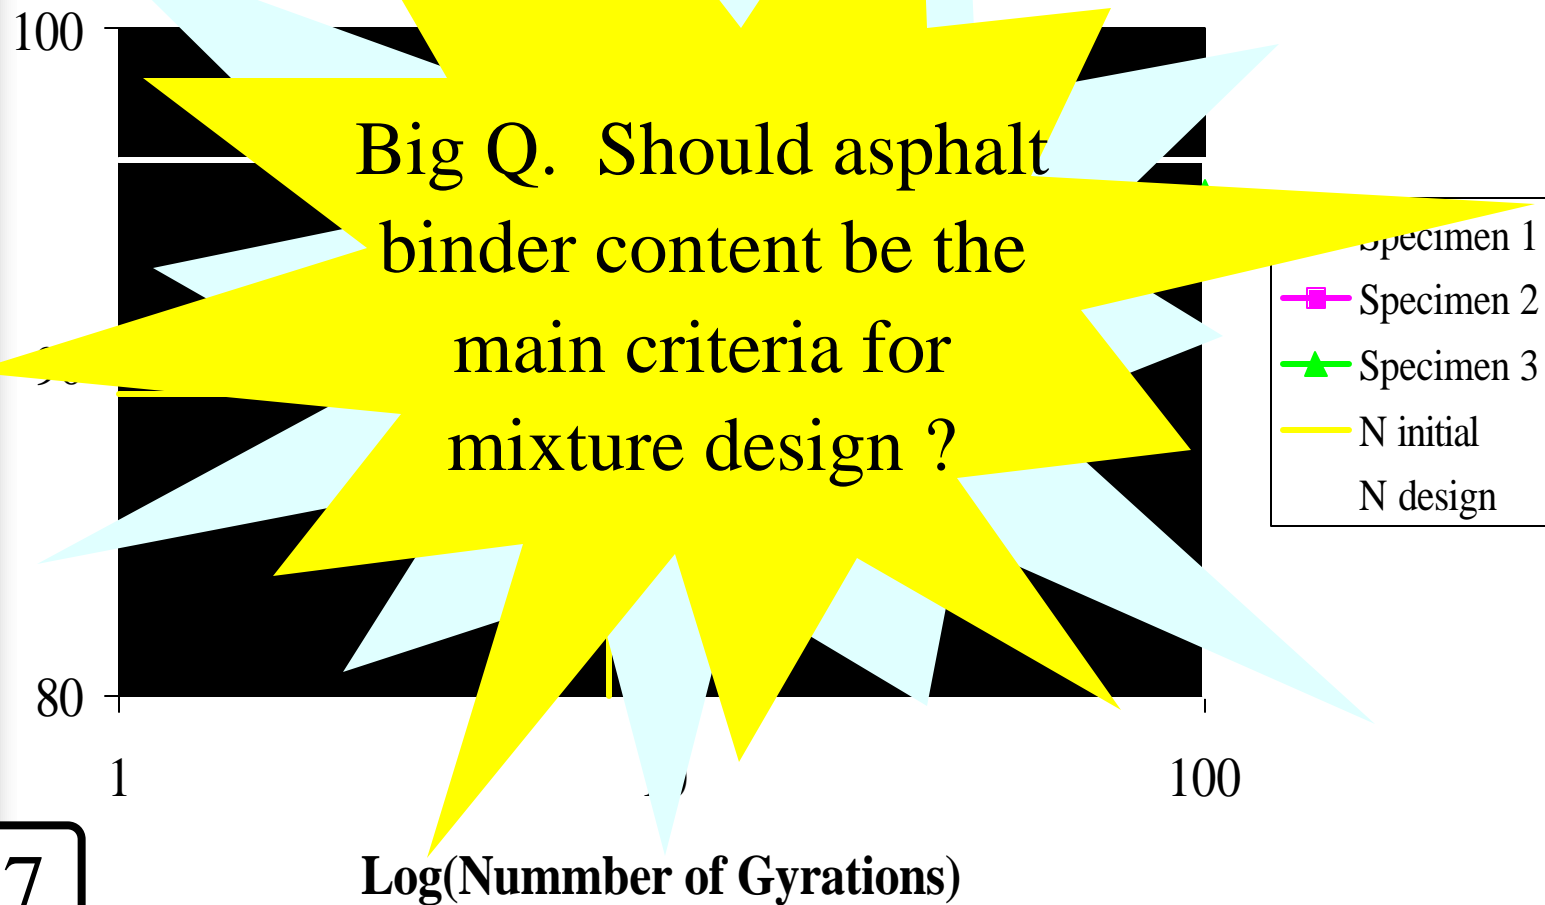 100
Big Q. Should asphalt
binder content be the
main criteria for
mixture design ?
Specimen 1
Specimen 2
Specimen 3
N initial
N design
80
1
100
Log(Nummber of Gyrations)
7